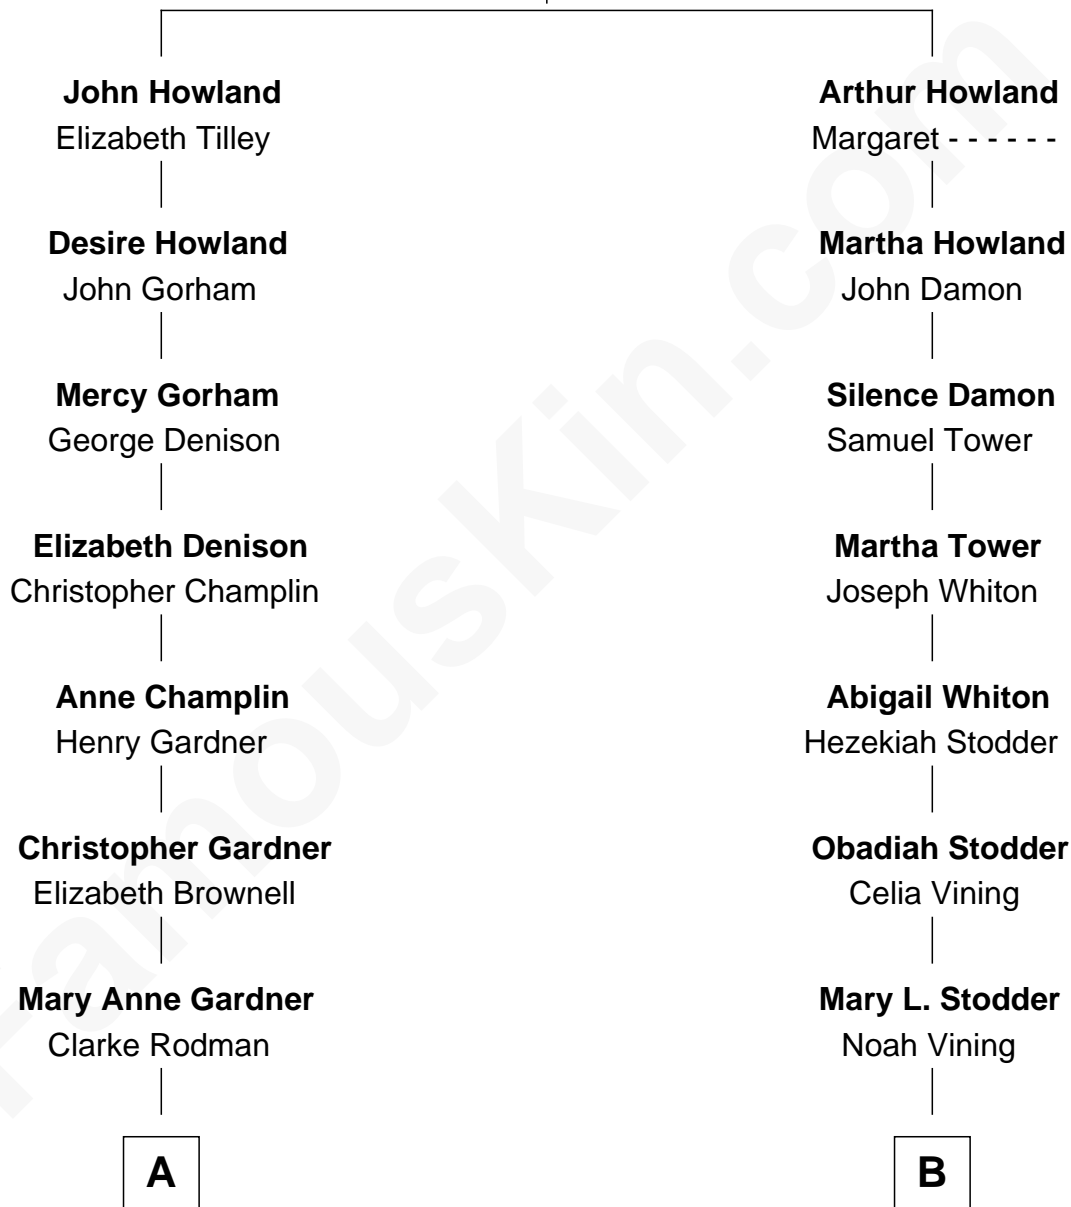 John Howland
Elizabeth Tilley
Desire Howland
John Gorham
Mercy Gorham
George Denison
Elizabeth Denison
Christopher Champlin
Anne Champlin
Henry Gardner
Christopher Gardner
Elizabeth Brownell
Mary Anne Gardner
Clarke Rodman
A
Arthur Howland
Margaret - - - - - -
Martha Howland
John Damon
Silence Damon
Samuel Tower
Martha Tower
Joseph Whiton
Abigail Whiton
Hezekiah Stodder
Obadiah Stodder
Celia Vining
Mary L. Stodder
Noah Vining
B
FamousKin.com